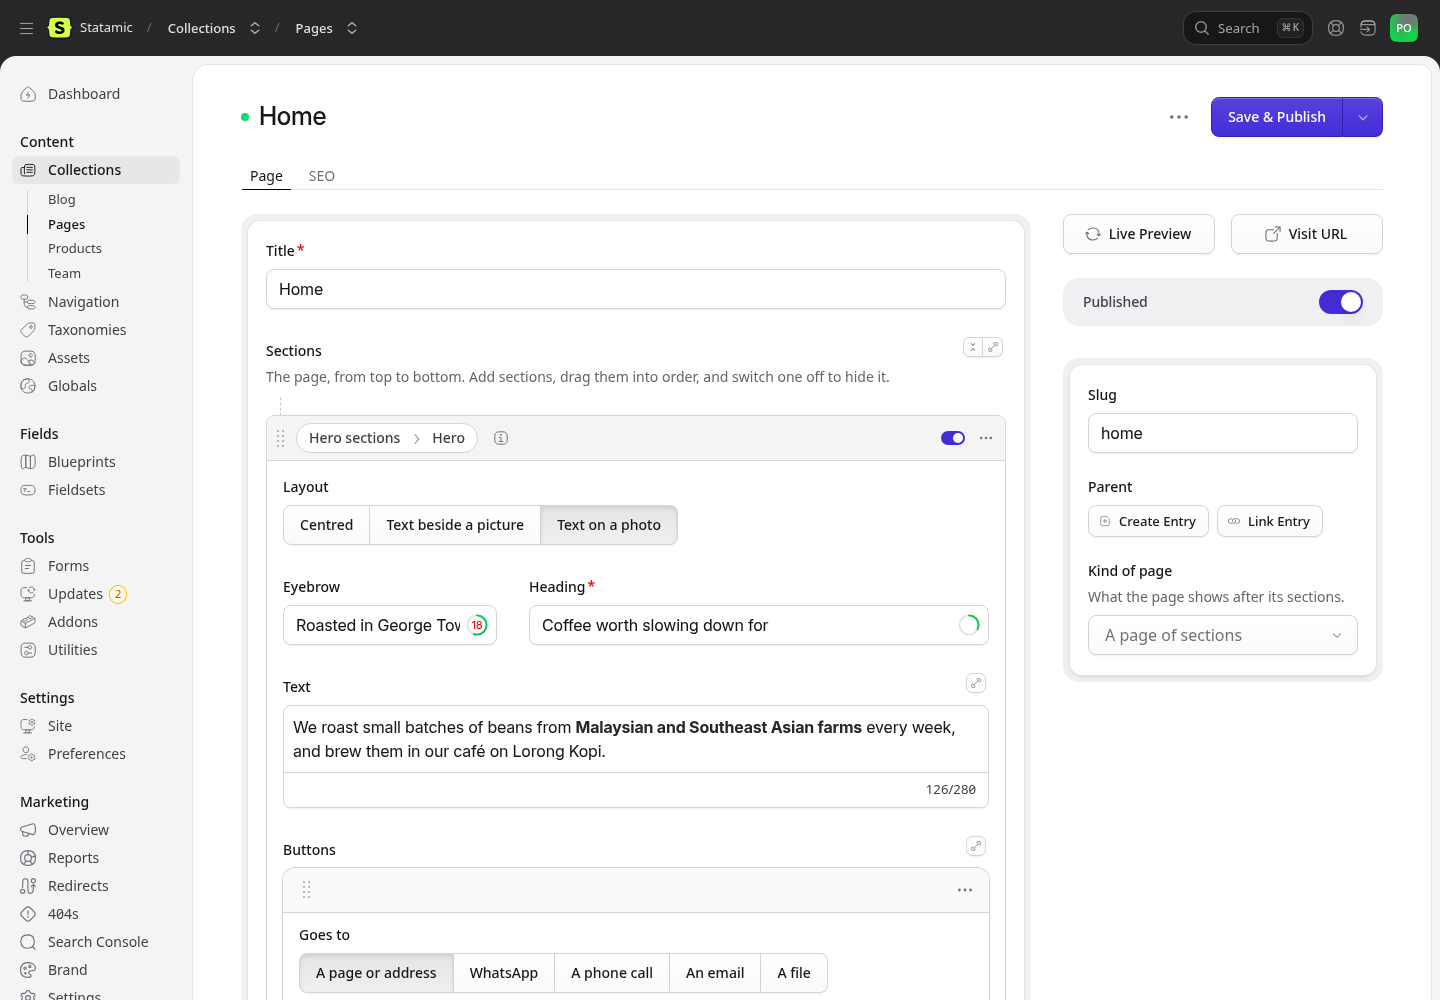 Statamic / Collections / Pages
Search ⌘K
PO
Dashboard
Content
Collections
Blog
Pages
Products
Team
Navigation
Taxonomies
Assets
Globals
Fields
Blueprints
Fieldsets
Tools
Forms
Updates 2
Addons
Utilities
Settings
Site
Preferences
Marketing
Overview
Reports
Redirects
404s
Search Console
Brand
Settings
Home
Save & Publish
Page SEO
Title*
Home
Sections
The page, from top to bottom. Add sections, drag them into order, and switch one off to hide it.
Hero sections Hero
Layout
Centred Text beside a picture Text on a photo
Eyebrow
Roasted in George Tov 18
Heading*
Coffee worth slowing down for
Text
We roast small batches of beans from Malaysian and Southeast Asian farms every week,
and brew them in our café on Lorong Kopi.
126/280
Buttons
Goes to
A page or address WhatsApp A phone call An email A file
Live Preview Visit URL
Published
Slug
home
Parent
Create Entry Link Entry
Kind of page
What the page shows after its sections.
A page of sections